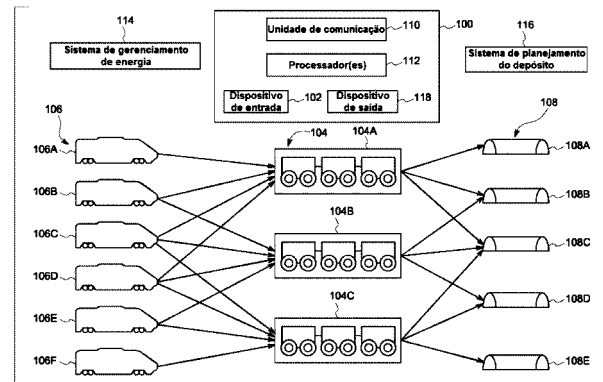 114
Sistema de gerenciamento
de energia
100
Unidade de comunicação
110
Processador(es)
112
Dispositivo
de entrada
102
Dispositivo
de saída
118
116
Sistema de planejamento
do depósito
106
106A
106B
106C
106D
106E
106F
104
104A
104B
104C
108
108A
108B
108C
108D
108E